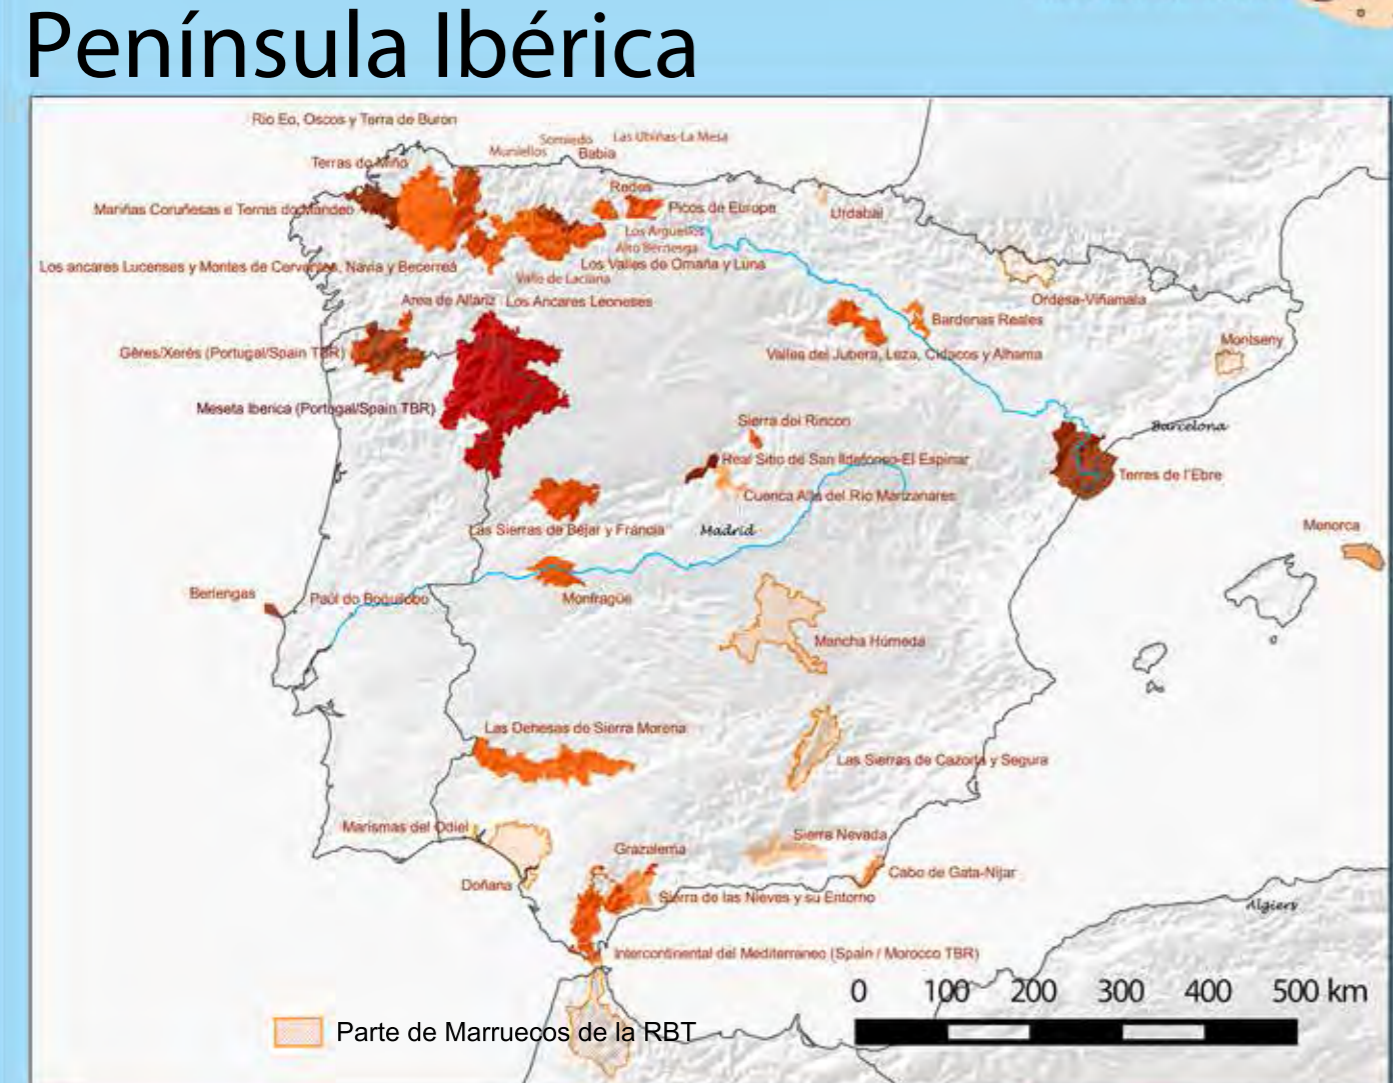 Península Ibérica
Rio Eo, Oscos y Terra de Buron
Somiedo
Las Ubiñas-La Mesa
Muniellos
Babia
Terras do Miño
Redes
Mariñas Coruñesas e Terras do Mandeo
Picos de Europa
Urdabai
Los Arguellos
Alto Bernesga
Los ancares Lucenses y Montes de Cervantes, Navia y Becerreá
Los Valles de Omaña y Luna
Valle de Laciana
Area de Allariz
Los Ancares Leoneses
Ordesa-Viñamala
Bardenas Reales
Montseny
Gêres/Xerés (Portugal/Spain TBR)
Valles del Jubera, Leza, Cidacos y Alhama
Meseta Iberica (Portugal/Spain TBR)
Sierra del Rincon
Barcelona
Real Sitio de San Ildefonso-El Espinar
Terres de l'Ebre
Cuenca Alta del Rio Manzanares
Las Sierras de Béjar y Francia
Madrid
Menorca
Berlengas
Paúl do Boquilobo
Monfragüe
Mancha Húmeda
Las Dehesas de Sierra Morena
Las Sierras de Cazorla y Segura
Marismas del Odiel
Sierra Nevada
Grazalema
Cabo de Gata-Nijar
Doñana
Sierra de las Nieves y su Entorno
Algiers
Intercontinental del Mediterraneo (Spain / Morocco TBR)
0 100 200 300 400 500 km
Parte de Marruecos de la RBT